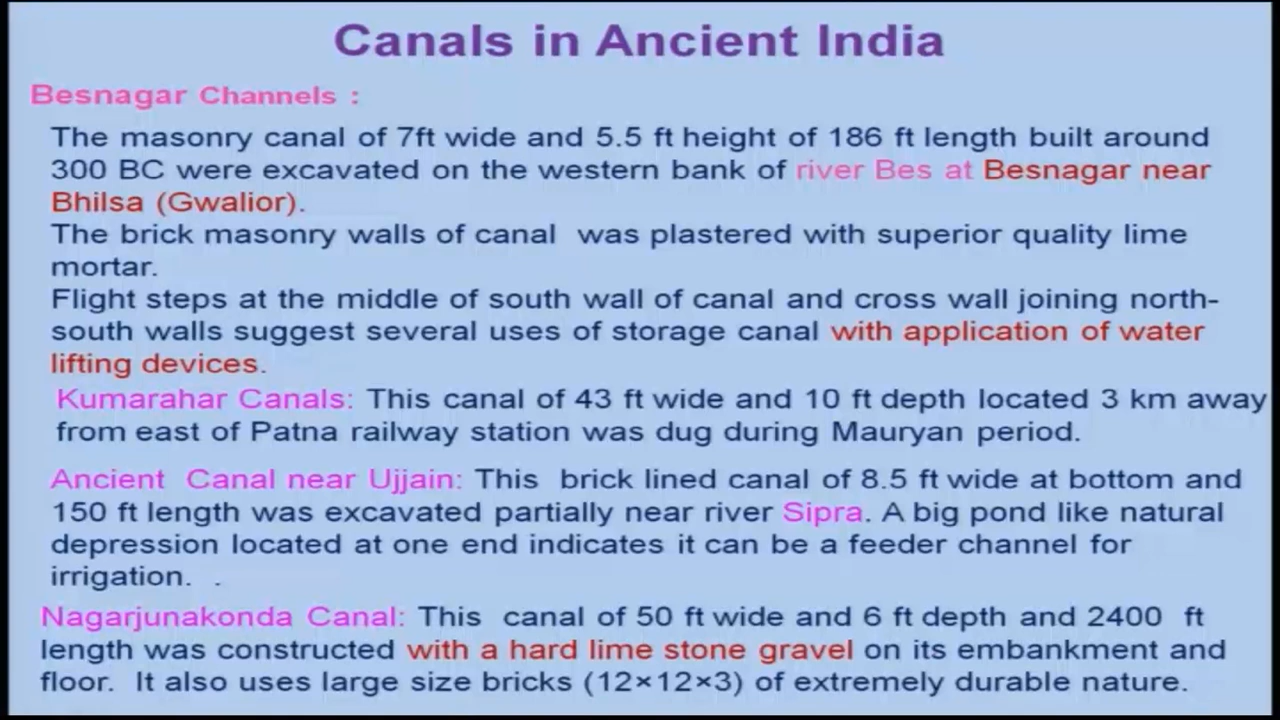 Canals in Ancient India
Besnagar Channels :
The masonry canal of 7ft wide and 5.5 ft height of 186 ft length built around
300 BC were excavated on the western bank of river Bes at Besnagar near
Bhilsa (Gwalior).
The brick masonry walls of canal was plastered with superior quality lime
mortar.
Flight steps at the middle of south wall of canal and cross wall joining north-
south walls suggest several uses of storage canal with application of water
lifting devices.
Kumarahar Canals: This canal of 43 ft wide and 10 ft depth located 3 km away
from east of Patna railway station was dug during Mauryan period.
Ancient Canal near Ujjain: This brick lined canal of 8.5 ft wide at bottom and
150 ft length was excavated partially near river Sipra. A big pond like natural
depression located at one end indicates it can be a feeder channel for
irrigation. .
Nagarjunakonda Canal: This canal of 50 ft wide and 6 ft depth and 2400 ft
length was constructed with a hard lime stone gravel on its embankment and
floor. It also uses large size bricks (12×12×3) of extremely durable nature.